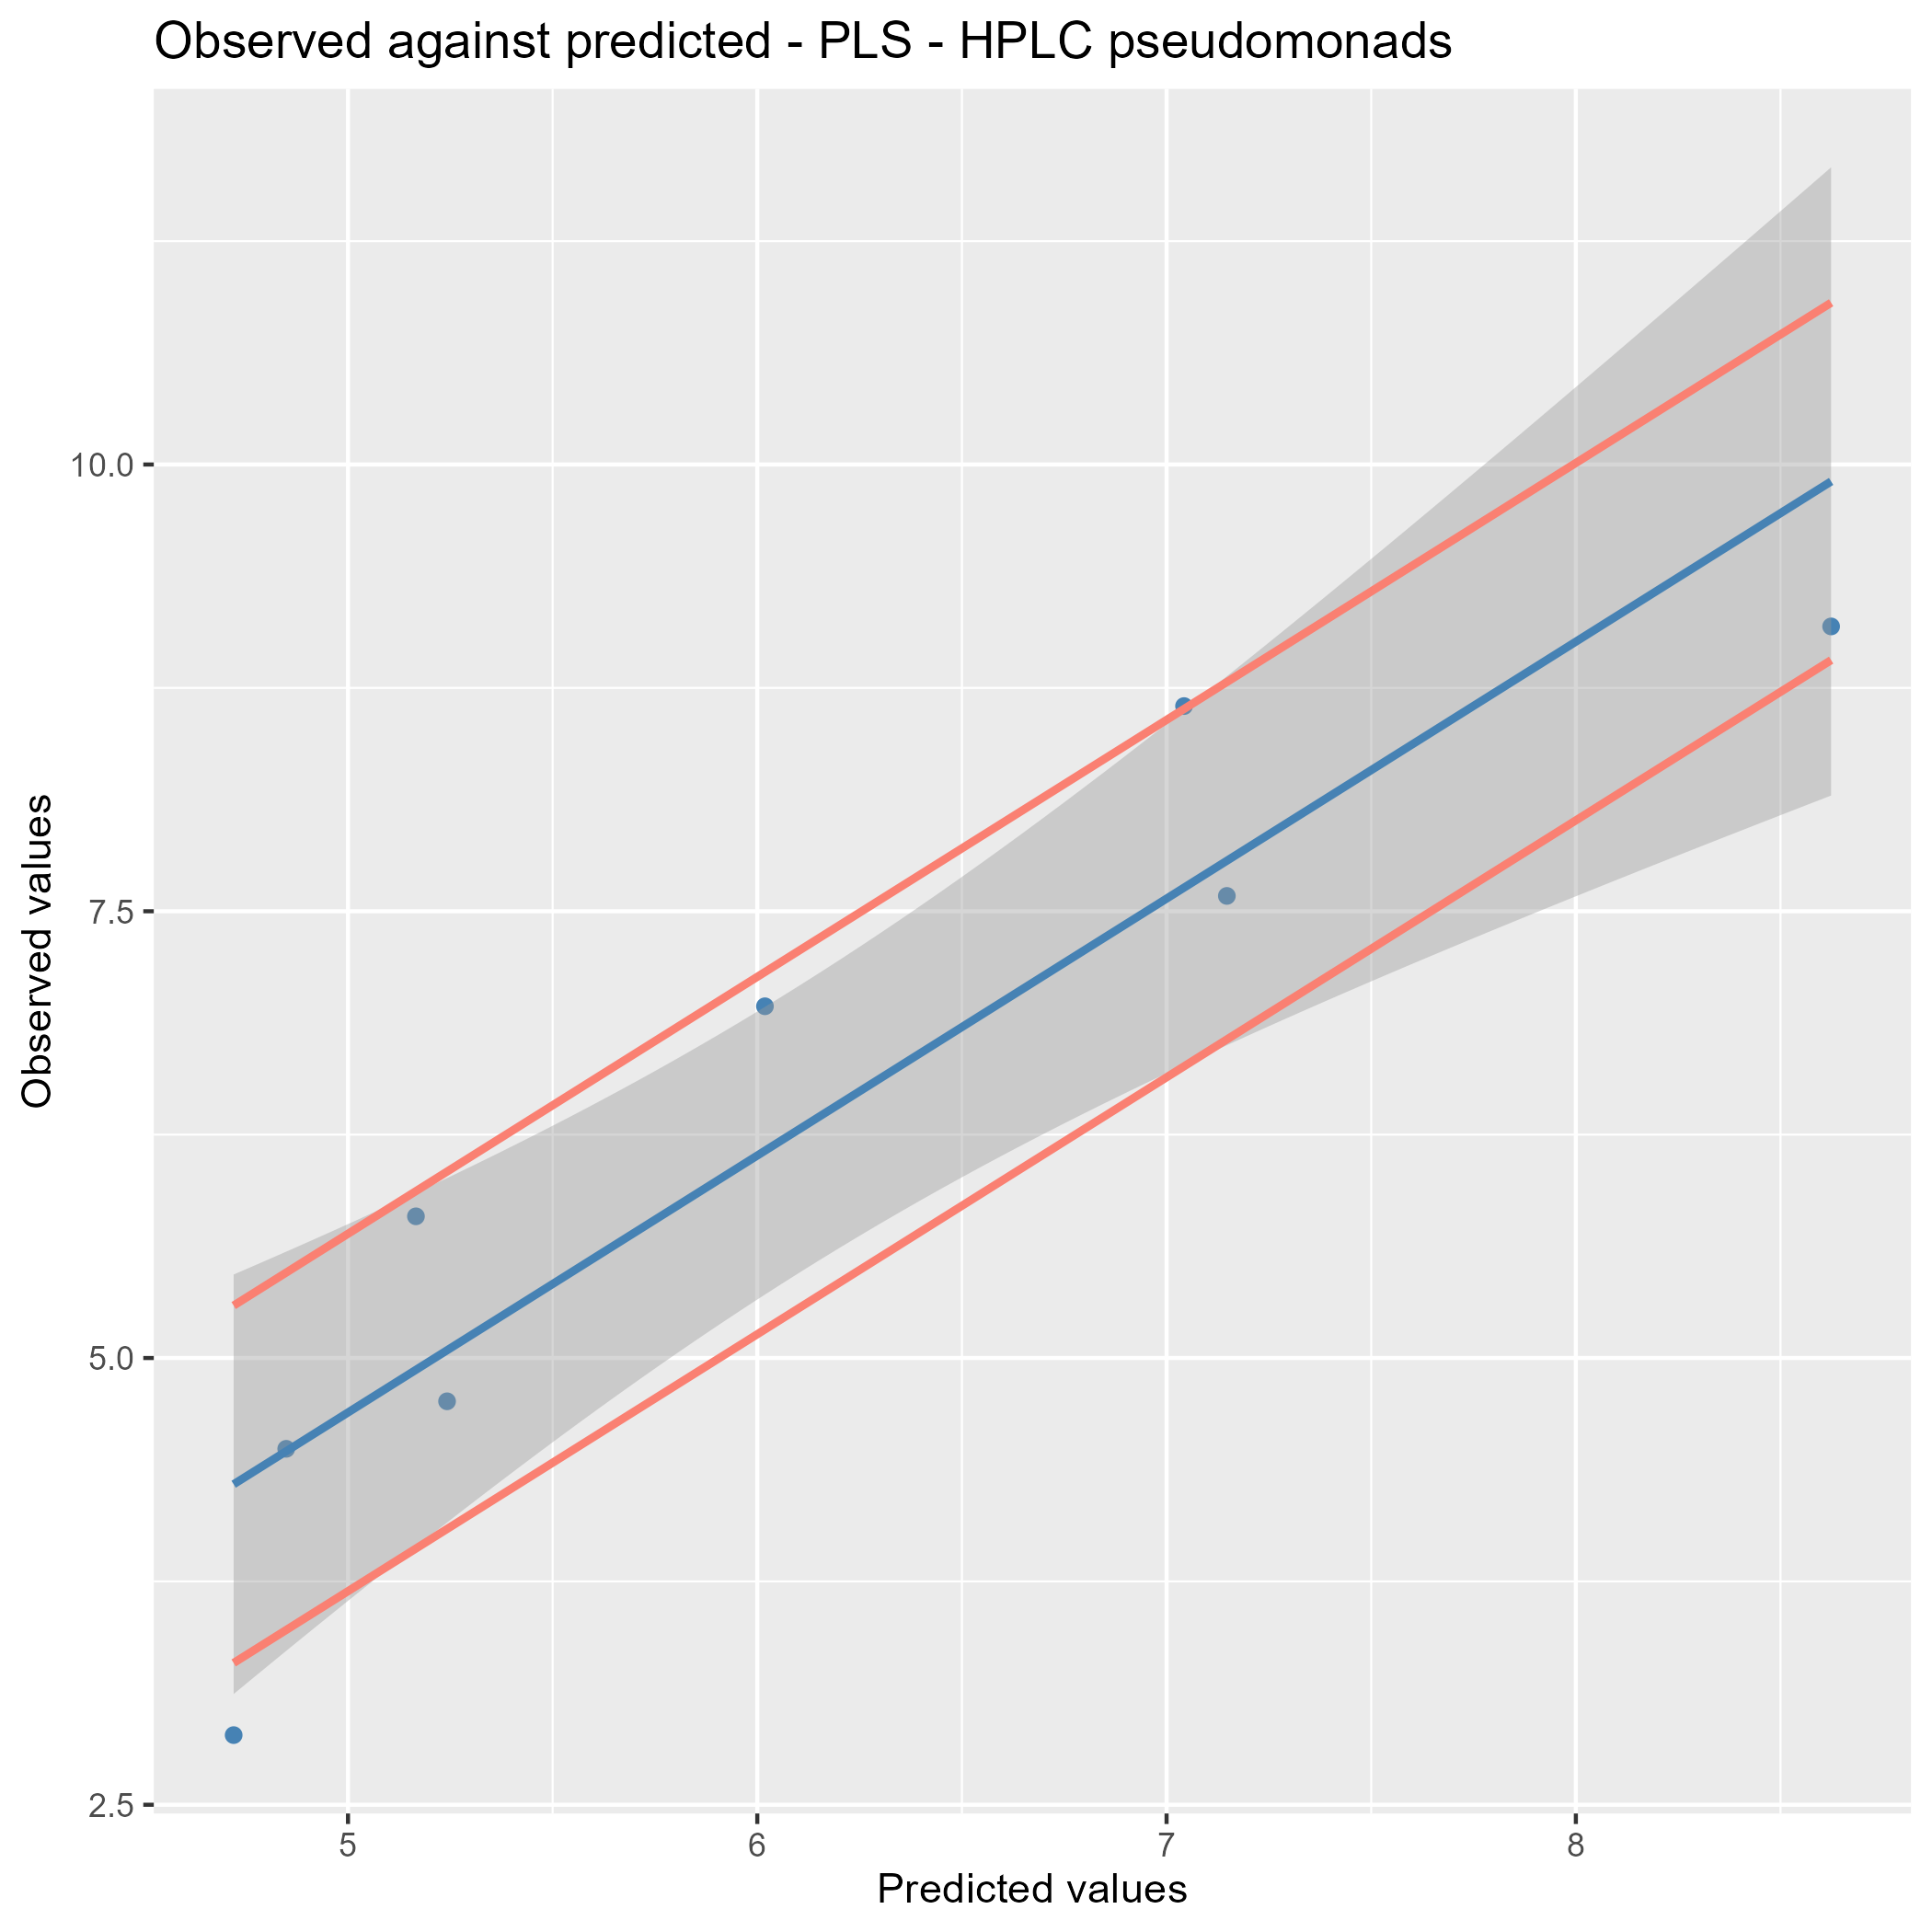 Observed against predicted - PLS - HPLC pseudomonads
Observed values
10.0
7.5
5.0
2.5
5
6
7
8
Predicted values